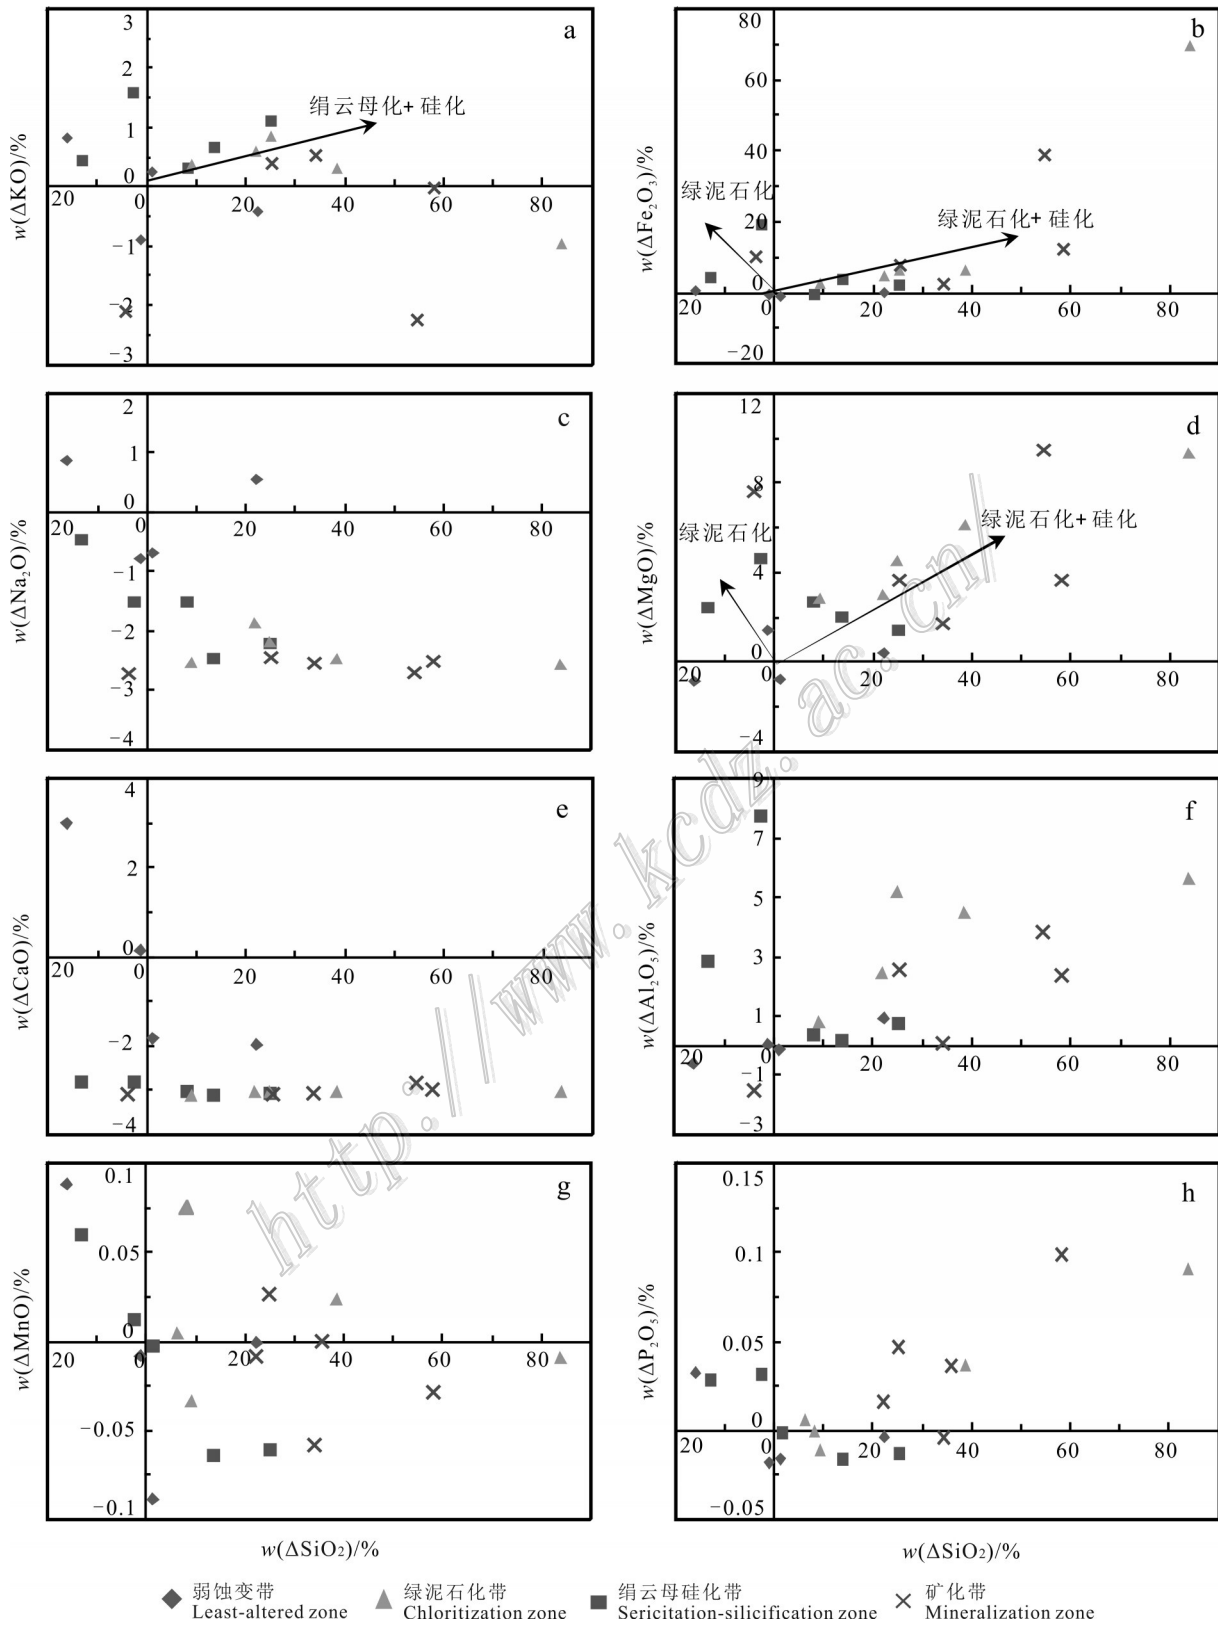 a
3
2
1
0
−1
−2
−3
20
0
20
40
60
80
w(ΔKO)/%
绢云母化+ 硅化
b
80
60
40
20
0
−20
20
0
20
40
60
80
w(ΔFe₂O₃)/%
绿泥石化
绿泥石化+ 硅化
c
2
1
0
−1
−2
−3
−4
20
0
20
40
60
80
w(ΔNa₂O)/%
d
12
8
4
0
−4
20
0
20
40
60
80
w(ΔMgO)/%
绿泥石化
绿泥石化+ 硅化
e
4
2
0
−2
−4
20
0
20
40
60
80
w(ΔCaO)/%
f
9
7
5
3
1
−1
−3
20
0
20
40
60
80
w(ΔAl₂O₅)/%
g
0.1
0.05
0
−0.05
−0.1
20
0
20
40
60
80
w(ΔMnO)/%
w(ΔSiO₂)/%
h
0.15
0.1
0.05
0
−0.05
20
0
20
40
60
80
w(ΔP₂O₅)/%
w(ΔSiO₂)/%
弱蚀变带
Least-altered zone
绿泥石化带
Chloritization zone
绢云母硅化带
Sericitation-silicification zone
矿化带
Mineralization zone
http://www.kcdz.ac.cn/